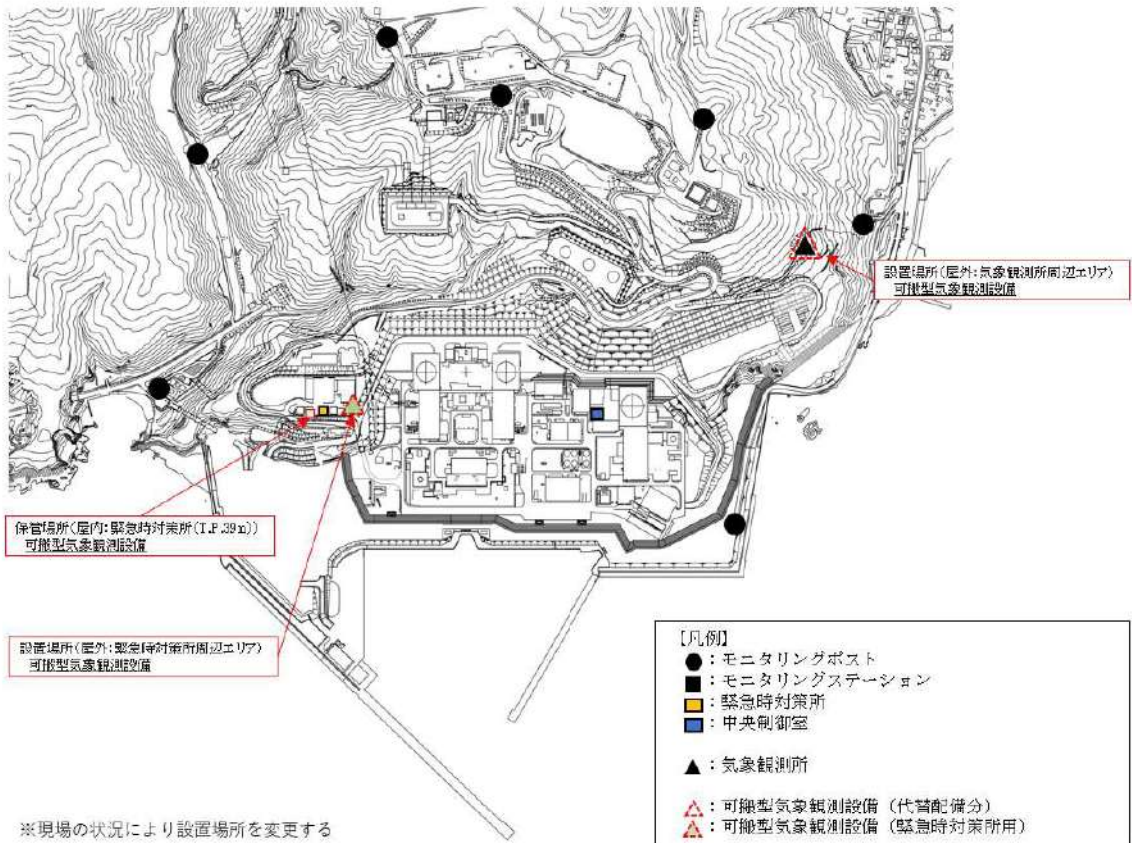 設置場所(屋外:気象観測所周辺エリア)
可搬型気象観測設備
保管場所(屋内:緊急時対策所(T.P.39m))
可搬型気象観測設備
設置場所(屋外:緊急時対策所周辺エリア)
可搬型気象観測設備
【凡例】
●:モニタリングポスト
■:モニタリングステーション
:緊急時対策所
:中央制御室
▲:気象観測所
:可搬型気象観測設備(代替配備分)
:可搬型気象観測設備(緊急時対策所用)
※現場の状況により設置場所を変更する